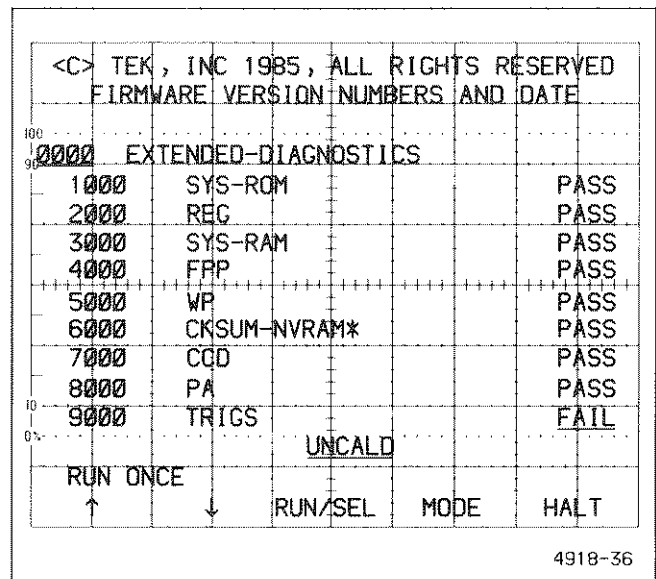 <C> TEK, INC 1985, ALL RIGHTS RESERVED
FIRMWARE VERSION NUMBERS AND DATE
100
90
0000 EXTENDED-DIAGNOSTICS
1000 SYS-ROM PASS
2000 REG PASS
3000 SYS-RAM PASS
4000 FPP PASS
5000 WP PASS
6000 CKSUM-NVRAM* PASS
7000 CCD PASS
8000 PA PASS
10
9000 TRIGS FAIL
0%
UNCALD
RUN ONCE
↑ ↓ RUN/SEL MODE HALT
4918-36